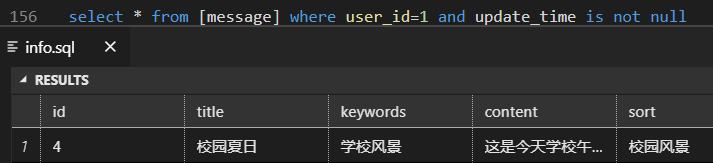 156 select * from [message] where user_id=1 and update_time is not null
info.sql
RESULTS
id title keywords content sort
1 4 校园夏日 学校风景 这是今天学校午... 校园风景